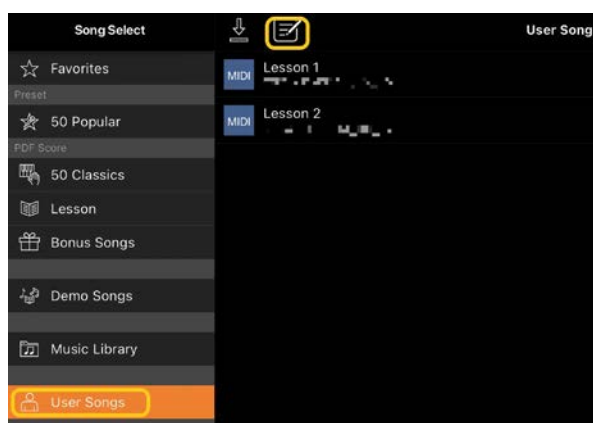 Song Select
Favorites
Preset
50 Popular
PDF Score
50 Classics
Lesson
Bonus Songs
Demo Songs
Music Library
User Songs
User Song
MIDI
Lesson 1
MIDI
Lesson 2